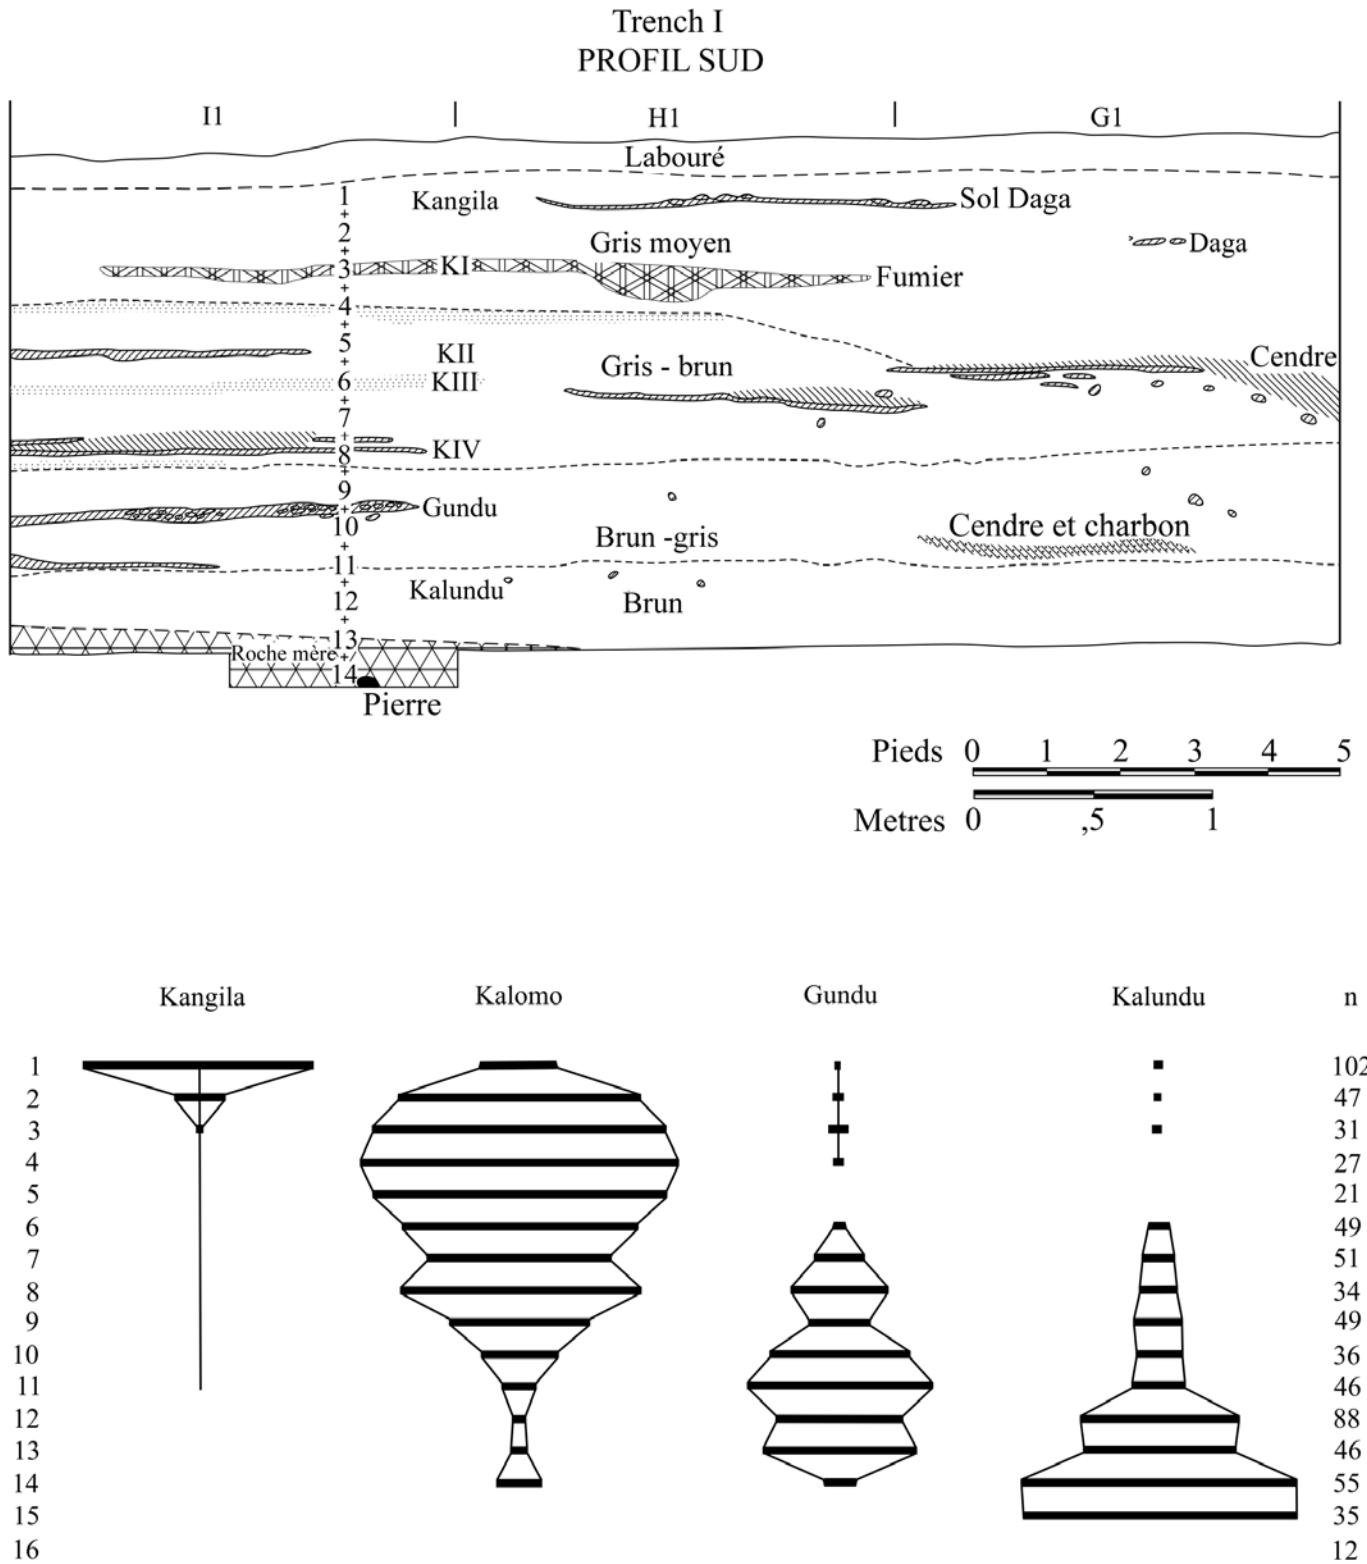 Trench I
PROFIL SUD
I1 H1 G1
Labouré
1 Kangila Sol Daga
2 Gris moyen Daga
3 KI Fumier
4
5 KII Gris - brun Cendre
6 KIII
7
8 KIV
9
Gundu
10 Brun -gris Cendre et charbon
11
Kalundu
12 Brun
13
Roche mère
14
Pierre
Pieds 0 1 2 3 4 5
Metres 0 ,5 1
Kangila Kalomo Gundu Kalundu n
1 102
2 47
3 31
4 27
5 21
6 49
7 51
8 34
9 49
10 36
11 46
12 88
13 46
14 55
15 35
16 12